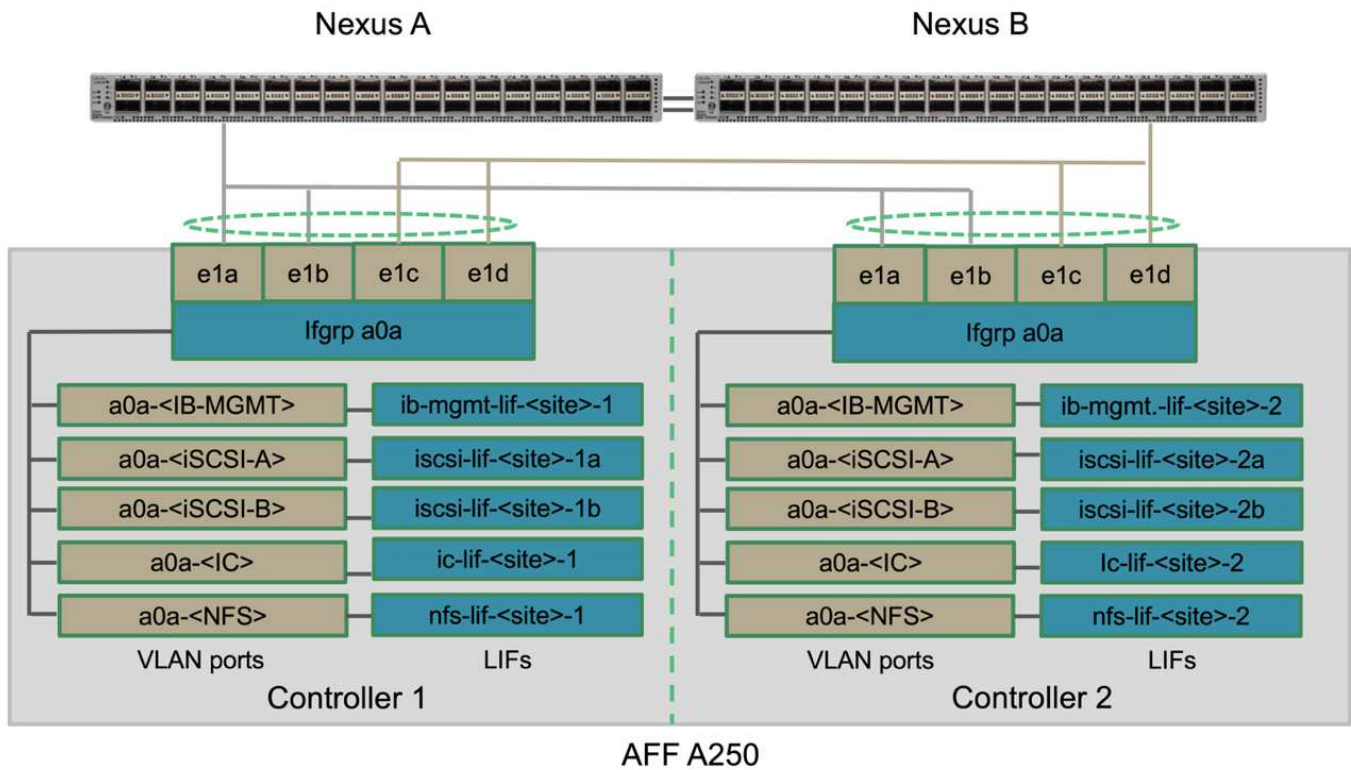 Nexus A
Nexus B
e1a e1b e1c e1d
Ifgrp a0a
a0a-<IB-MGMT> ib-mgmt-lif-<site>-1
a0a-<iSCSI-A> iscsi-lif-<site>-1a
a0a-<iSCSI-B> iscsi-lif-<site>-1b
a0a-<IC> ic-lif-<site>-1
a0a-<NFS> nfs-lif-<site>-1
VLAN ports LIFs
Controller 1
e1a e1b e1c e1d
Ifgrp a0a
a0a-<IB-MGMT> ib-mgmt.-lif-<site>-2
a0a-<iSCSI-A> iscsi-lif-<site>-2a
a0a-<iSCSI-B> iscsi-lif-<site>-2b
a0a-<IC> Ic-lif-<site>-2
a0a-<NFS> nfs-lif-<site>-2
VLAN ports LIFs
Controller 2
AFF A250